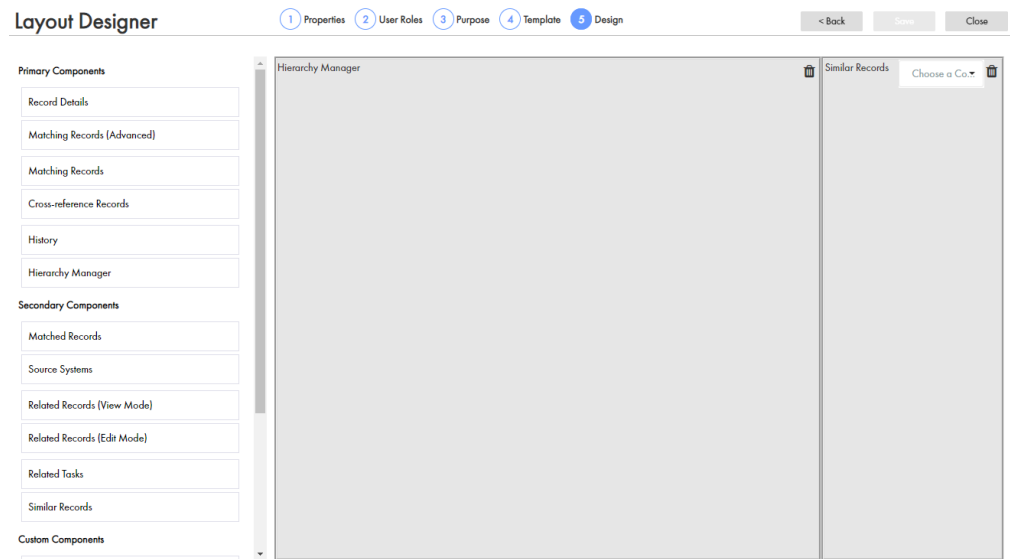 Layout Designer
1 Properties 2 User Roles 3 Purpose 4 Template 5 Design
< Back Save Close
Primary Components
Record Details
Matching Records (Advanced)
Matching Records
Cross-reference Records
History
Hierarchy Manager
Secondary Components
Matched Records
Source Systems
Related Records (View Mode)
Related Records (Edit Mode)
Related Tasks
Similar Records
Custom Components
Hierarchy Manager
Similar Records
Choose a Co...